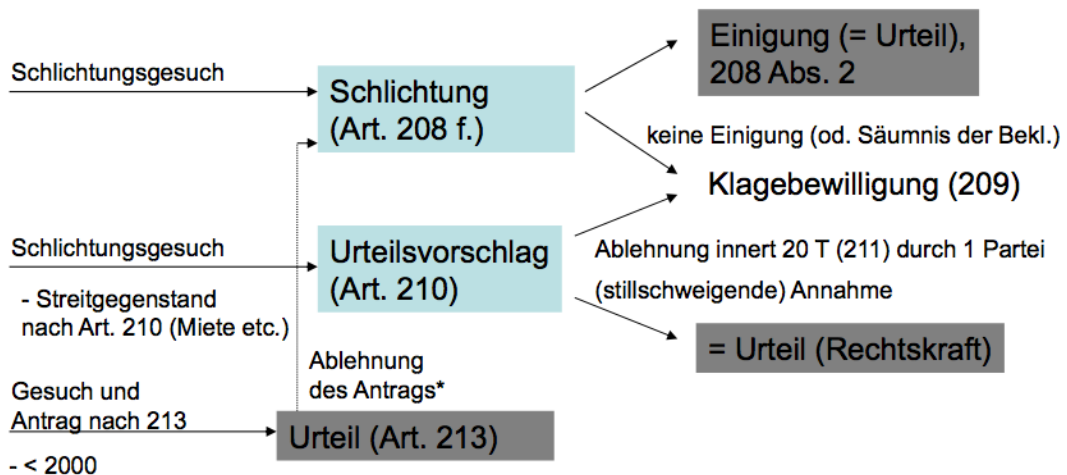 Schlichtungsgesuch
Schlichtung
(Art. 208 f.)
Einigung (= Urteil),
208 Abs. 2
keine Einigung (od. Säumnis der Bekl.)
Klagebewilligung (209)
Schlichtungsgesuch
- Streitgegenstand
nach Art. 210 (Miete etc.)
Urteilsvorschlag
(Art. 210)
Ablehnung innert 20 T (211) durch 1 Partei
(stillschweigende) Annahme
= Urteil (Rechtskraft)
Gesuch und
Antrag nach 213
- < 2000
Ablehnung
des Antrags*
Urteil (Art. 213)